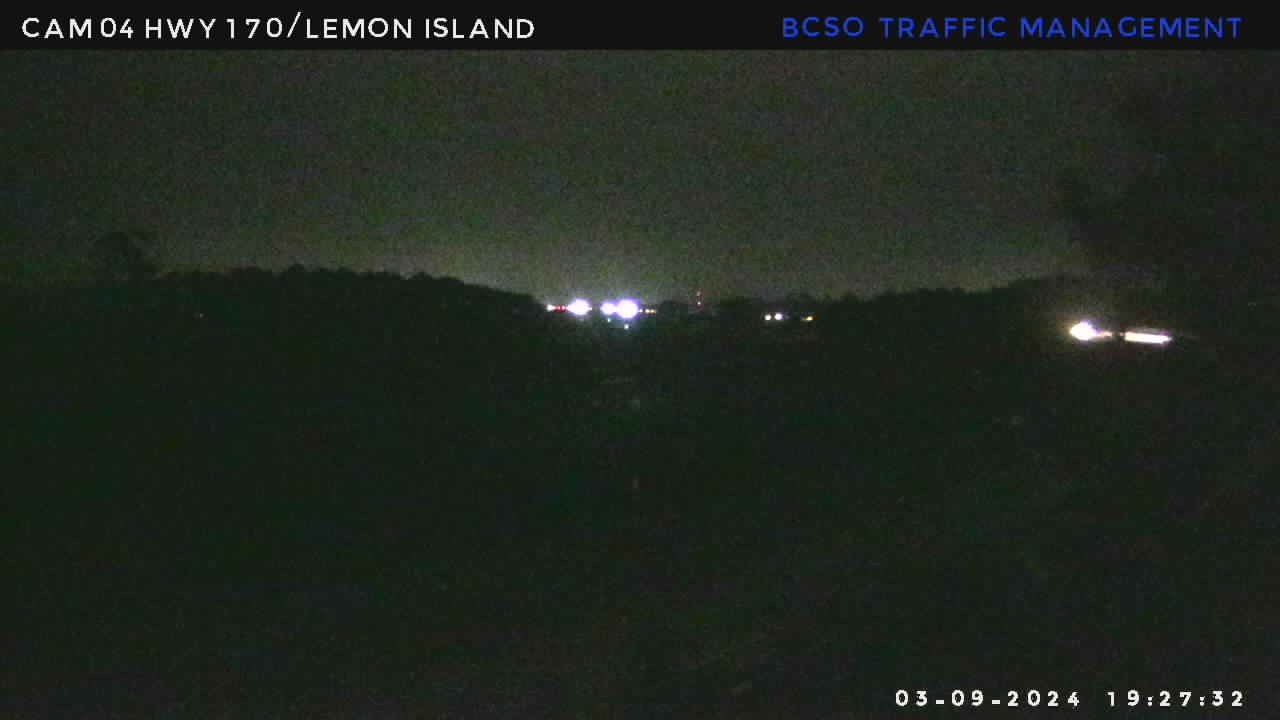 CAM04 HWY 170/LEMON ISLAND
BCSO TRAFFIC MANAGEMENT
03-09-2024 19:27:32